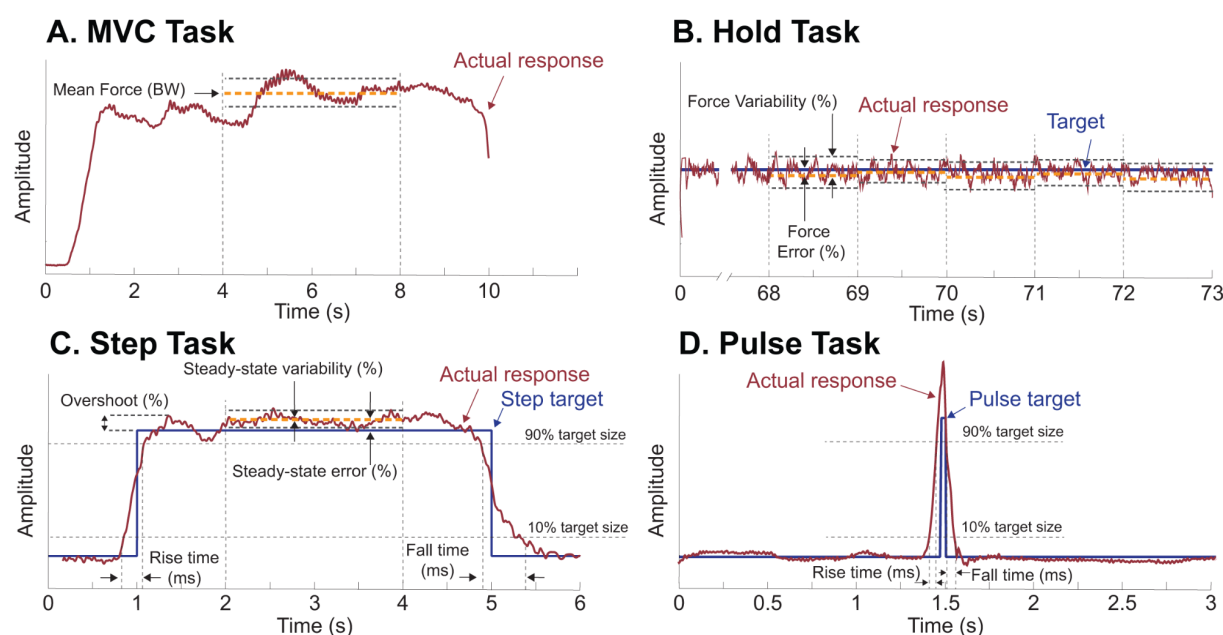 A. MVC Task
Mean Force (BW)
Actual response
Amplitude
0 2 4 6 8 10
Time (s)
B. Hold Task
Force Variability (%)
Actual response
Target
Force
Error (%)
Amplitude
0 68 69 70 71 72 73
Time (s)
C. Step Task
Steady-state variability (%)
Actual response
Overshoot (%)
Step target
90% target size
Steady-state error (%)
10% target size
Rise time
(ms)
Fall time
(ms)
Amplitude
0 1 2 3 4 5 6
Time (s)
D. Pulse Task
Actual response
Pulse target
90% target size
10% target size
Rise time (ms)
Fall time (ms)
Amplitude
0 0.5 1 1.5 2 2.5 3
Time (s)